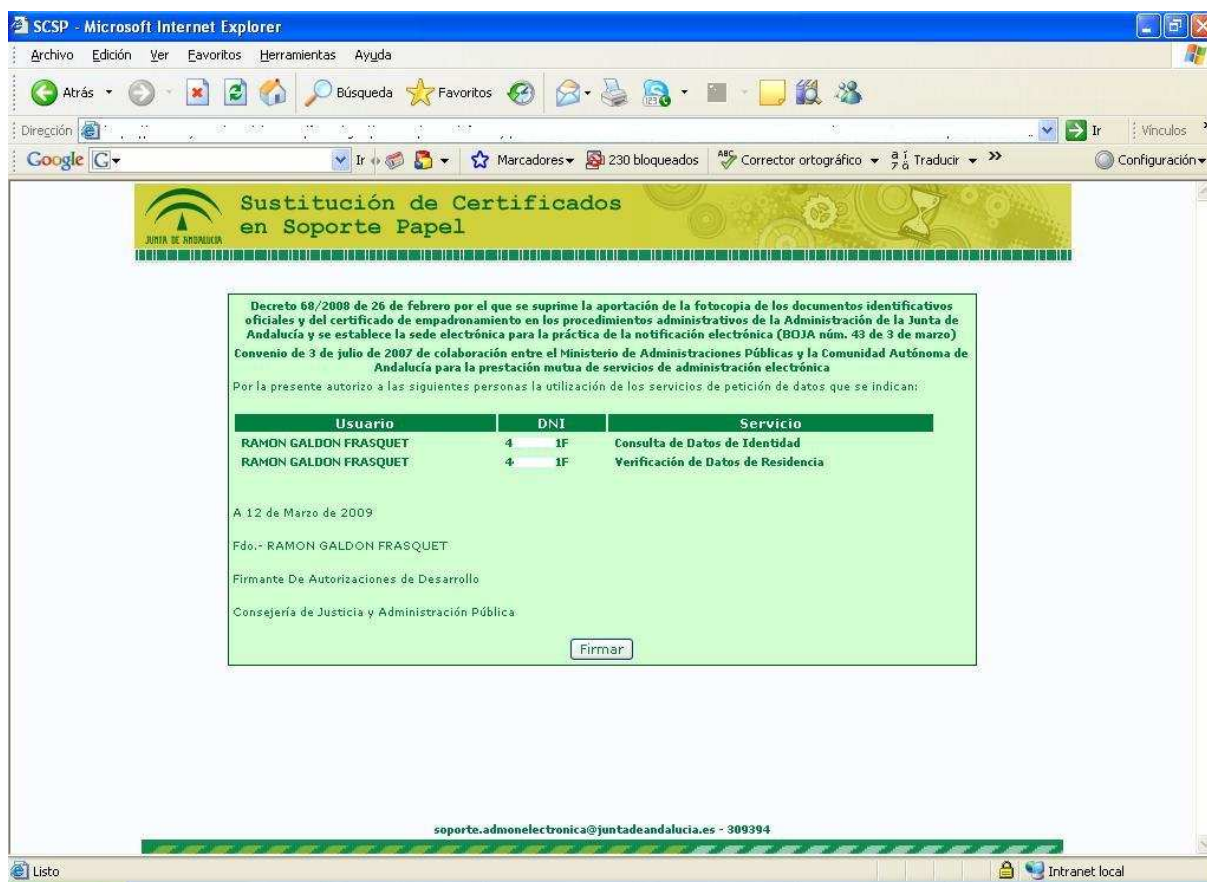 SCSP - Microsoft Internet Explorer
Archivo Edición Ver Favoritos Herramientas Ayuda
Atrás Búsqueda Favoritos
Dirección Ir Vínculos
Google G Ir Marcadores 230 bloqueados Corrector ortográfico Traducir » Configuración
Sustitución de Certificados
en Soporte Papel
JUNTA DE ANDALUCIA
Decreto 68/2008 de 26 de febrero por el que se suprime la aportación de la fotocopia de los documentos identificativos
oficiales y del certificado de empadronamiento en los procedimientos administrativos de la Administración de la Junta de
Andalucía y se establece la sede electrónica para la práctica de la notificación electrónica (BOJA núm. 43 de 3 de marzo)
Convenio de 3 de julio de 2007 de colaboración entre el Ministerio de Administraciones Públicas y la Comunidad Autónoma de
Andalucía para la prestación mutua de servicios de administración electrónica
Por la presente autorizo a las siguientes personas la utilización de los servicios de petición de datos que se indican:
Usuario DNI Servicio
RAMON GALDON FRASQUET 4 1F Consulta de Datos de Identidad
RAMON GALDON FRASQUET 4 1F Verificación de Datos de Residencia
A 12 de Marzo de 2009
Fdo.- RAMON GALDON FRASQUET
Firmante De Autorizaciones de Desarrollo
Consejería de Justicia y Administración Pública
Firmar
soporte.admonelectronica@juntadeandalucia.es - 309394
Listo Intranet local